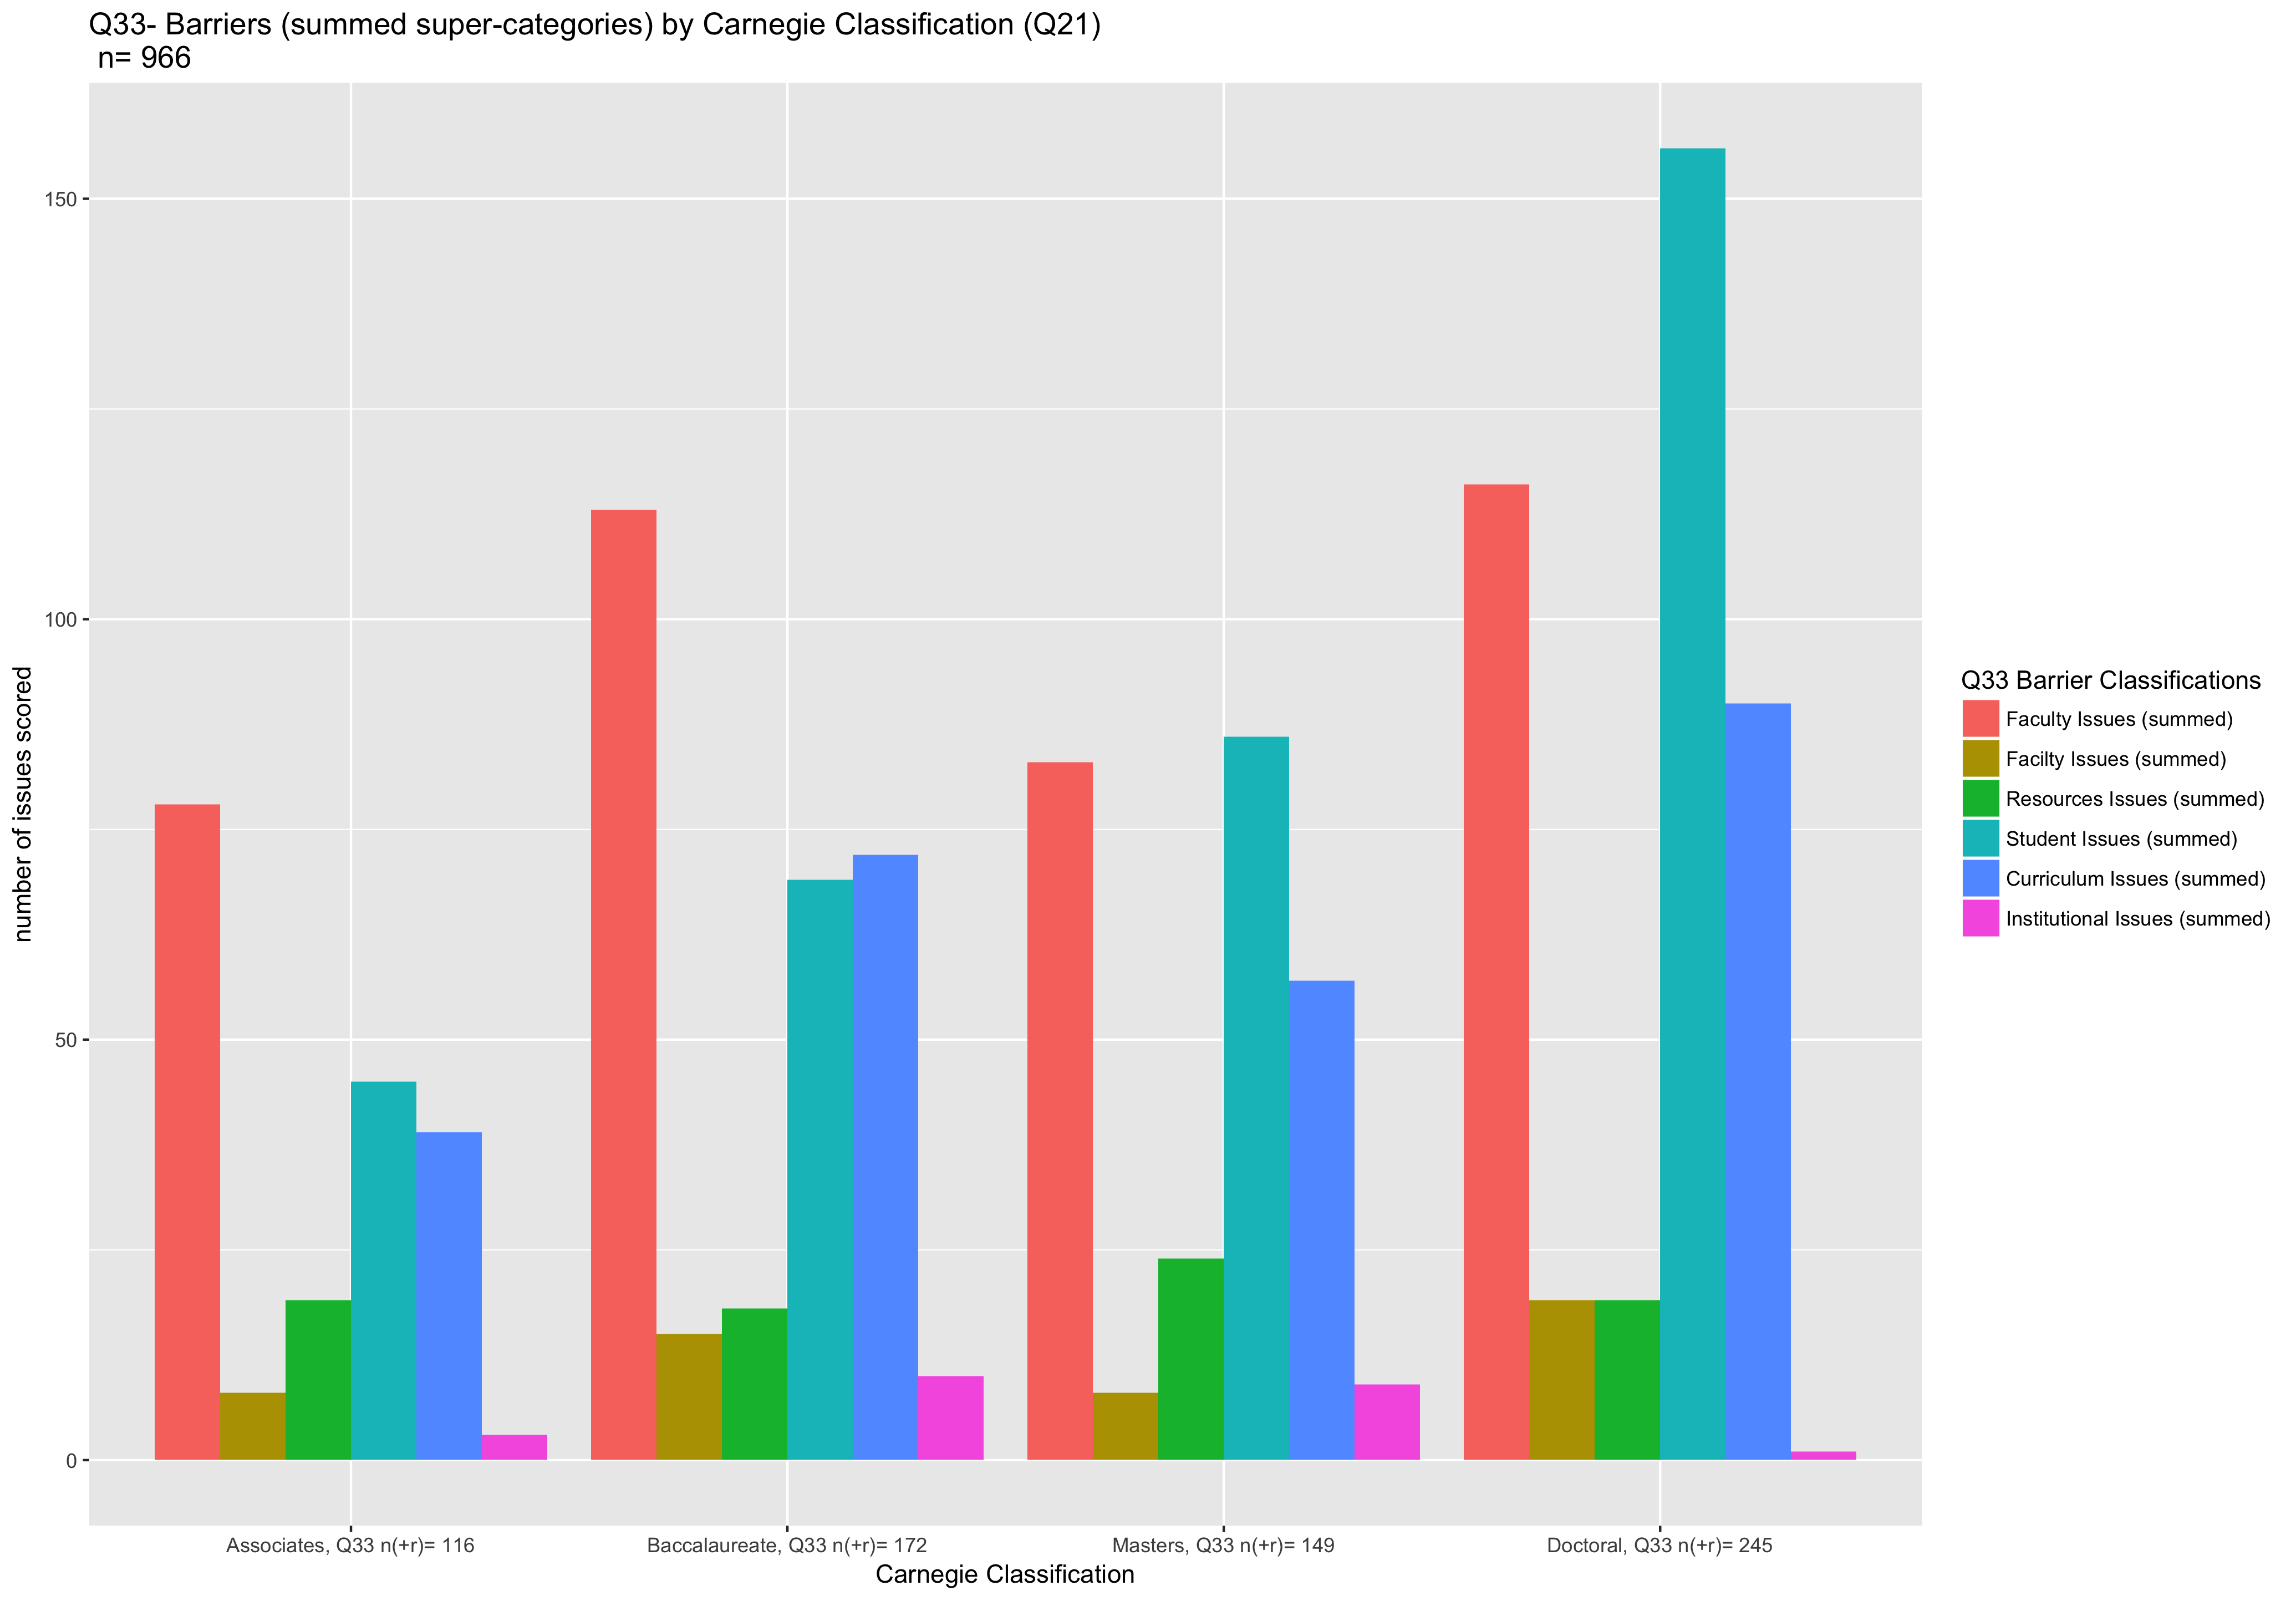 Q33- Barriers (summed super-categories) by Carnegie Classification (Q21)
n= 966
number of issues scored
150
100
50
0
Associates, Q33 n(+r)= 116
Baccalaureate, Q33 n(+r)= 172
Masters, Q33 n(+r)= 149
Doctoral, Q33 n(+r)= 245
Carnegie Classification
Q33 Barrier Classifications
Faculty Issues (summed)
Facilty Issues (summed)
Resources Issues (summed)
Student Issues (summed)
Curriculum Issues (summed)
Institutional Issues (summed)